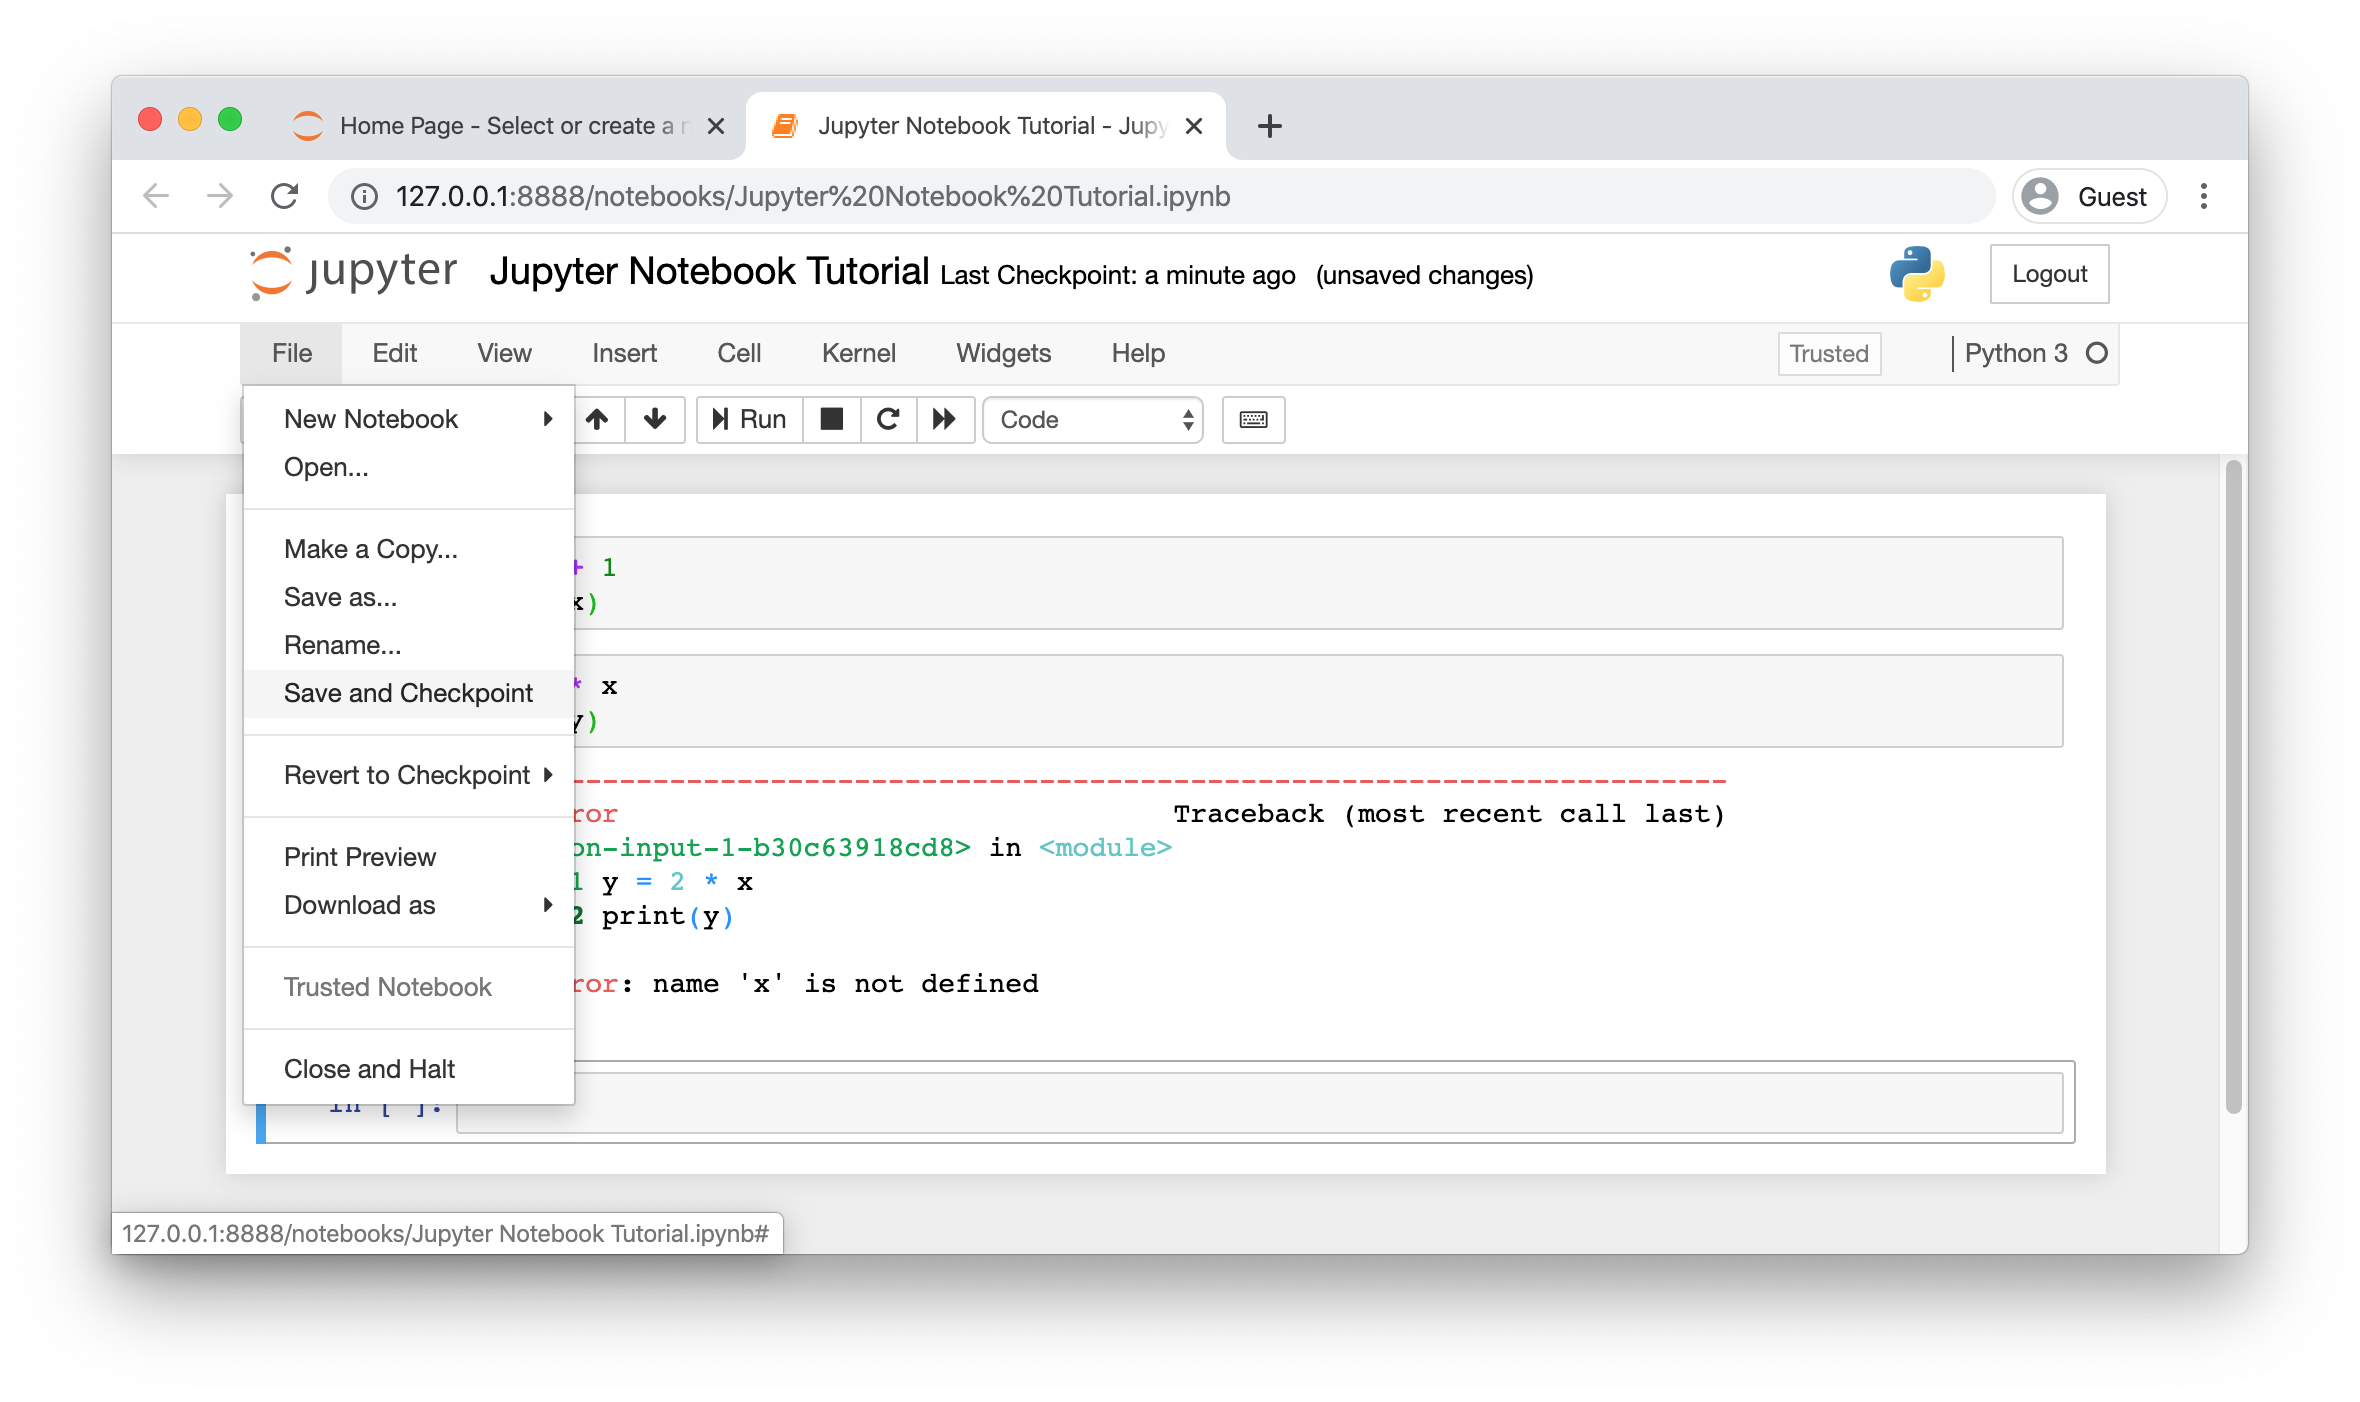 Home Page - Select or create a
Jupyter Notebook Tutorial - Jupy
127.0.0.1:8888/notebooks/Jupyter%20Notebook%20Tutorial.ipynb
Guest
jupyter Jupyter Notebook Tutorial Last Checkpoint: a minute ago (unsaved changes)
Logout
File Edit View Insert Cell Kernel Widgets Help
Trusted
Python 3
Run
Code
New Notebook
Open...
Make a Copy...
Save as...
Rename...
Save and Checkpoint
Revert to Checkpoint
Print Preview
Download as
Trusted Notebook
Close and Halt
+ 1
x)
* x
y)
---------------------------------------------------------------------
ror Traceback (most recent call last)
on-input-1-b30c63918cd8> in <module>
1 y = 2 * x
2 print(y)
ror: name 'x' is not defined
In [ ]:
127.0.0.1:8888/notebooks/Jupyter Notebook Tutorial.ipynb#